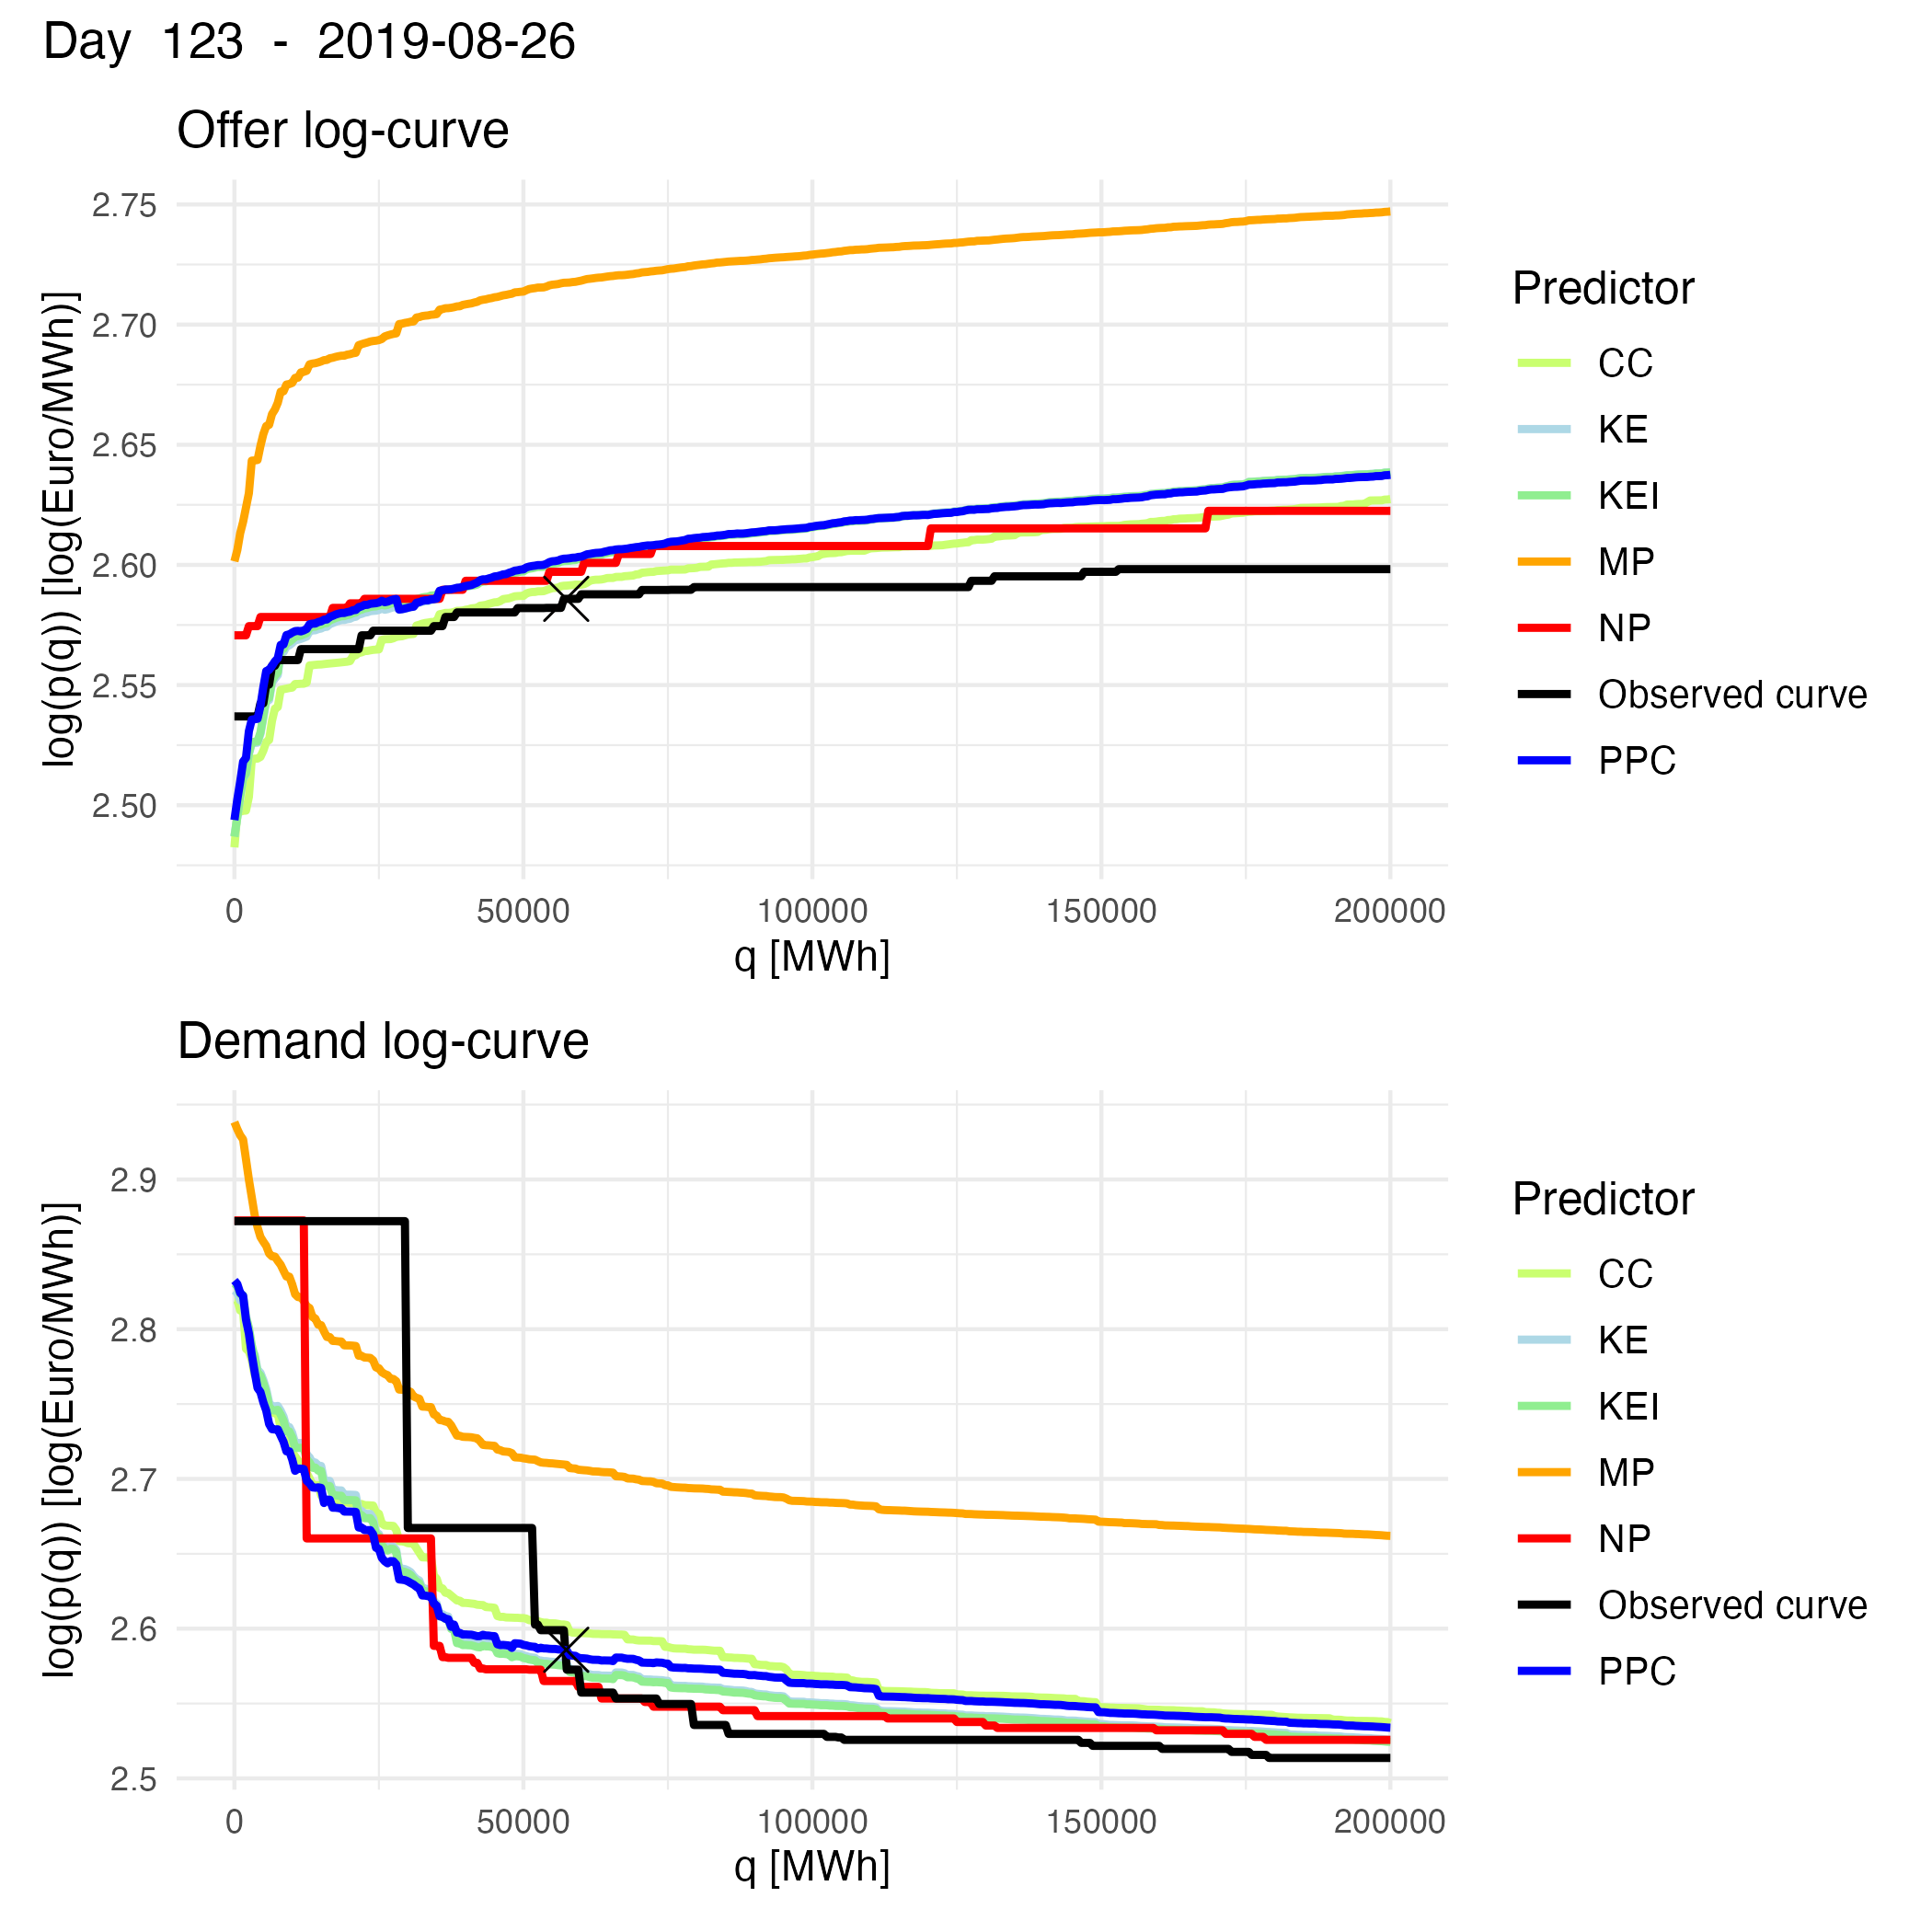 Day 123 - 2019-08-26
Offer log-curve
log(p(q)) [log(Euro/MWh)]
2.75
2.70
2.65
2.60
2.55
2.50
0 50000 100000 150000 200000
q [MWh]
Predictor
CC
KE
KEI
MP
NP
Observed curve
PPC
Demand log-curve
log(p(q)) [log(Euro/MWh)]
2.9
2.8
2.7
2.6
2.5
0 50000 100000 150000 200000
q [MWh]
Predictor
CC
KE
KEI
MP
NP
Observed curve
PPC